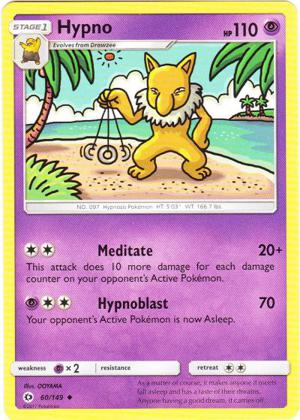 STAGE 1
Hypno
HP 110
Evolves from Drowzee
NO. 097 Hypnosis Pokémon HT: 5'03" WT: 166.7 lbs.
Meditate 20+
This attack does 10 more damage for each damage
counter on your opponent's Active Pokémon.
Hypnoblast 70
Your opponent's Active Pokémon is now Asleep.
weakness ×2 resistance retreat
Illus. OOYAMA
60/149
©2017 Pokémon
As a matter of course, it makes anyone it meets fall
asleep and has a taste of their dreams.
Anyone having a good dream, it carries off.